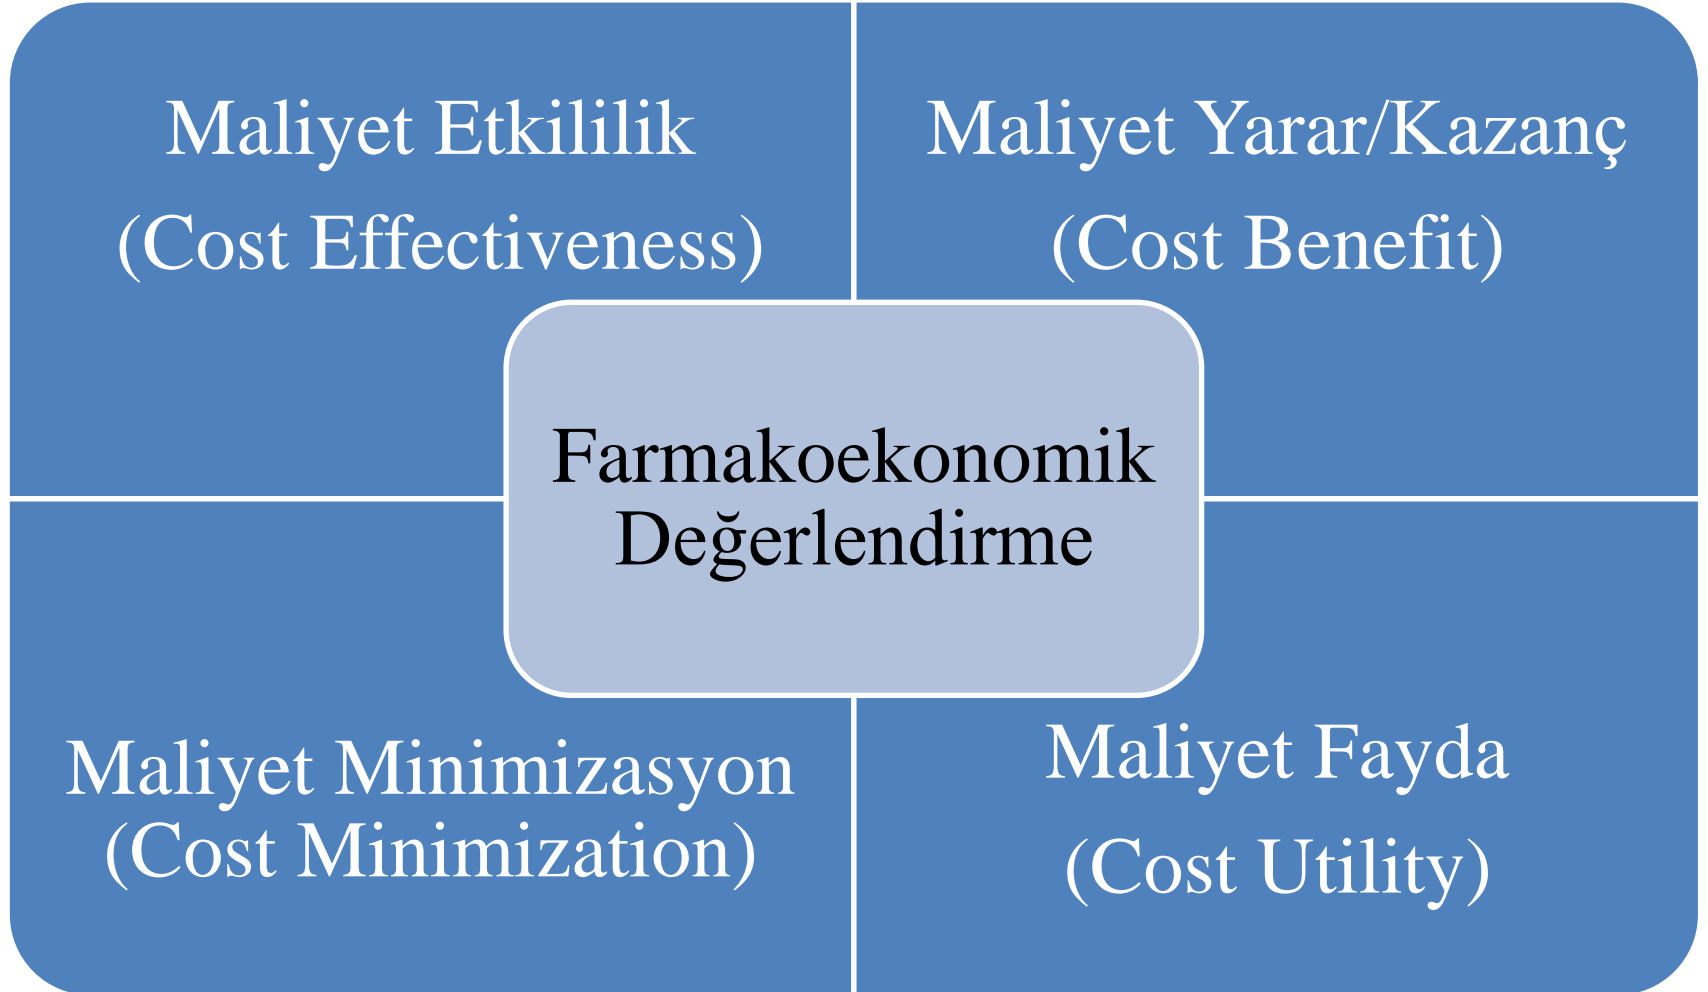 Maliyet Etkililik
(Cost Effectiveness)
Maliyet Yarar/Kazanç
(Cost Benefit)
Farmakoekonomik
Değerlendirme
Maliyet Minimizasyon
(Cost Minimization)
Maliyet Fayda
(Cost Utility)